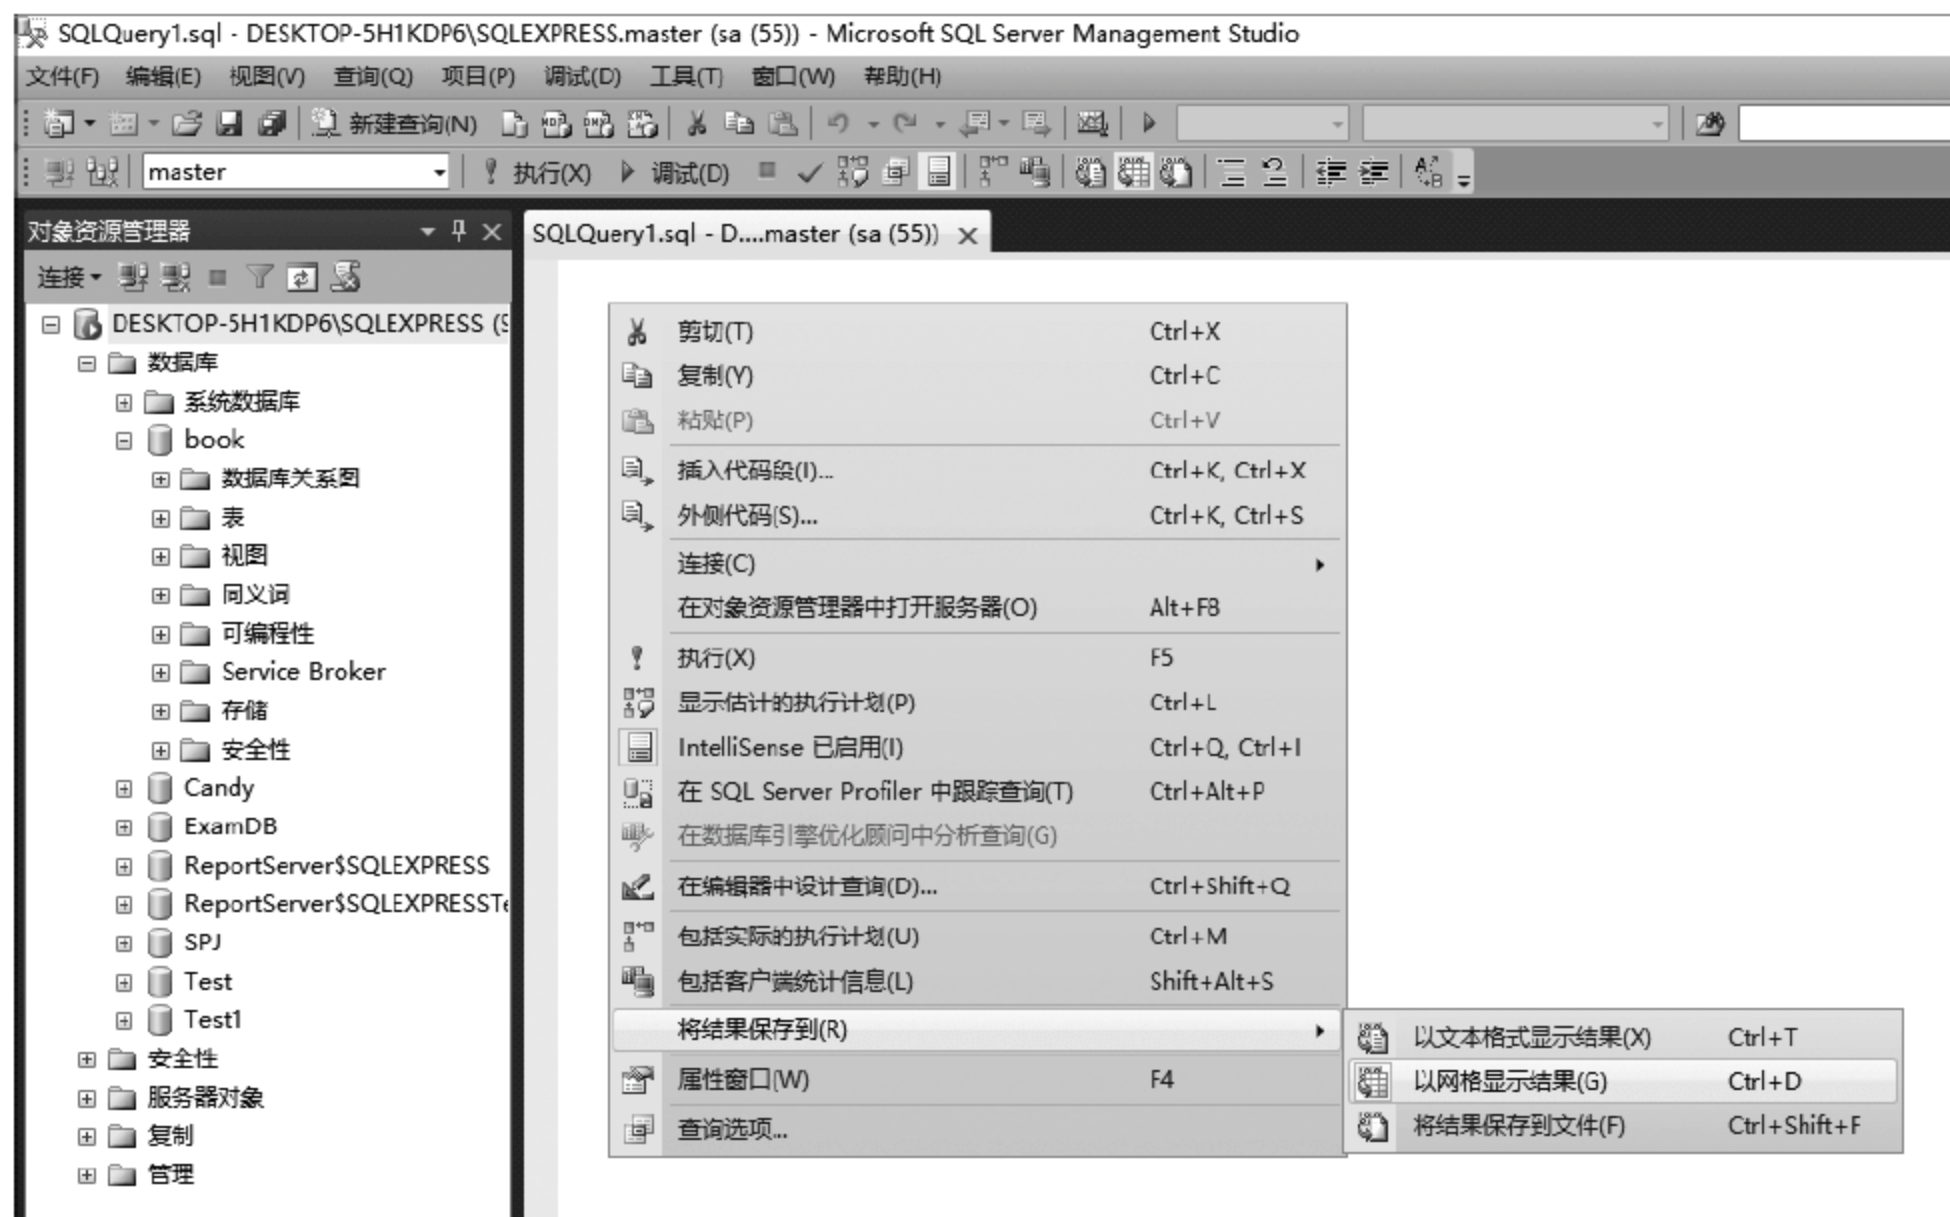 SQLQuery1.sql - DESKTOP-5H1KDP6\SQLEXPRESS.master (sa (55)) - Microsoft SQL Server Management Studio
文件(F) 编辑(E) 视图(V) 查询(Q) 项目(P) 调试(D) 工具(T) 窗口(W) 帮助(H)
新建查询(N)
master 执行(X) 调试(D)
对象资源管理器
SQLQuery1.sql - D....master (sa (55))
连接
DESKTOP-5H1KDP6\SQLEXPRESS (S
数据库
系统数据库
book
数据库关系图
表
视图
同义词
可编程性
Service Broker
存储
安全性
Candy
ExamDB
ReportServer$SQLEXPRESS
ReportServer$SQLEXPRESSTe
SPJ
Test
Test1
安全性
服务器对象
复制
管理
剪切(T) Ctrl+X
复制(Y) Ctrl+C
粘贴(P) Ctrl+V
插入代码段(I)... Ctrl+K, Ctrl+X
外侧代码(S)... Ctrl+K, Ctrl+S
连接(C)
在对象资源管理器中打开服务器(O) Alt+F8
执行(X) F5
显示估计的执行计划(P) Ctrl+L
IntelliSense 已启用(I) Ctrl+Q, Ctrl+I
在 SQL Server Profiler 中跟踪查询(T) Ctrl+Alt+P
在数据库引擎优化顾问中分析查询(G)
在编辑器中设计查询(D)... Ctrl+Shift+Q
包括实际的执行计划(U) Ctrl+M
包括客户端统计信息(L) Shift+Alt+S
将结果保存到(R)
属性窗口(W) F4
查询选项...
以文本格式显示结果(X) Ctrl+T
以网格显示结果(G) Ctrl+D
将结果保存到文件(F) Ctrl+Shift+F